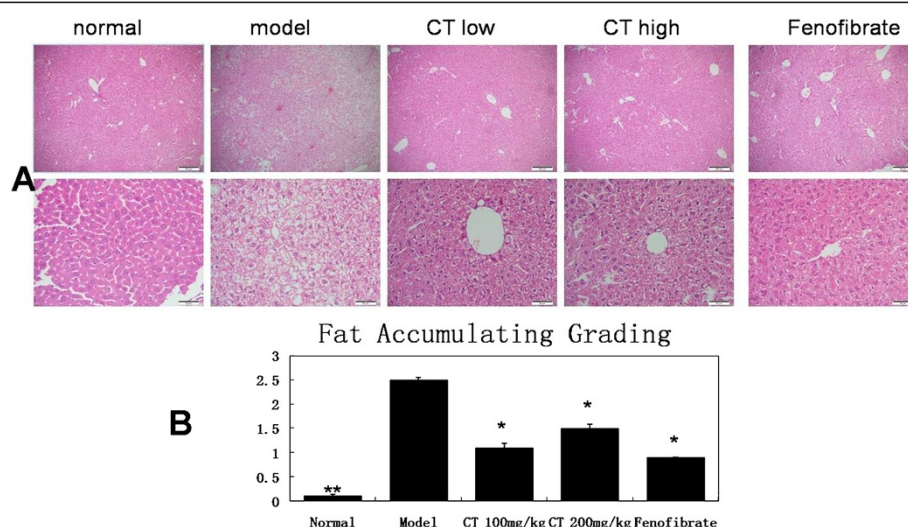 normal model CT low CT high Fenofibrate
A
Fat Accumulating Grading
3
2.5
2
1.5
1
0.5
0
** * * *
B
Normal Model CT 100mg/kg CT 200mg/kg Fenofibrate